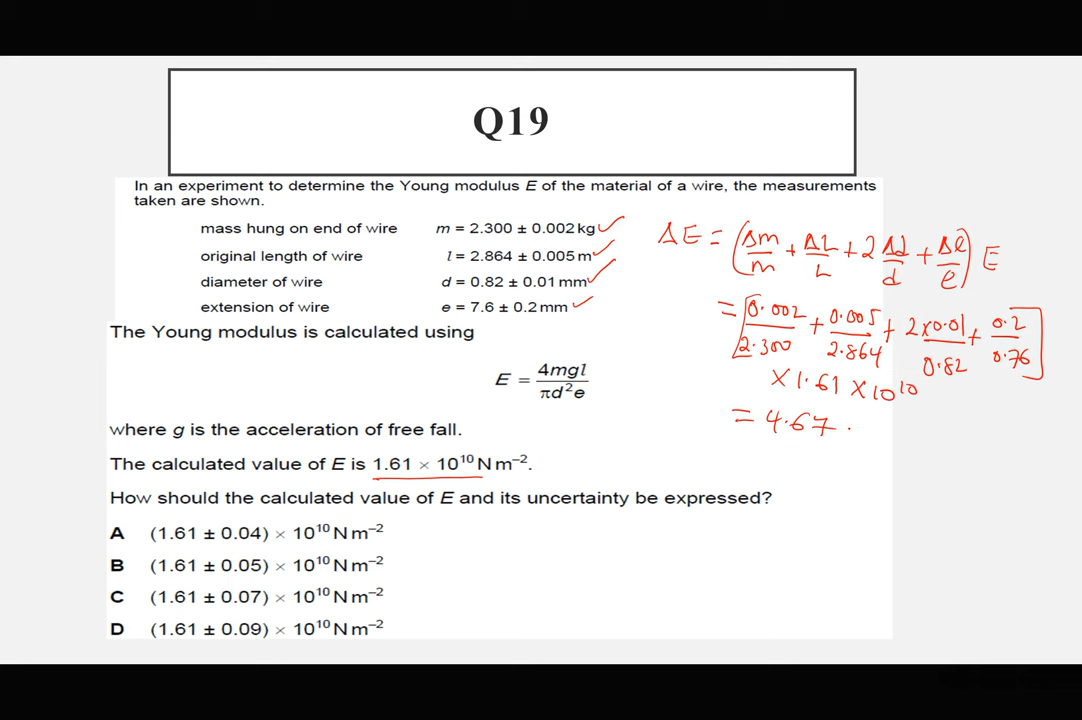 Q19
In an experiment to determine the Young modulus E of the material of a wire, the measurements
taken are shown.
mass hung on end of wire m = 2.300 ± 0.002 kg
original length of wire l = 2.864 ± 0.005 m
diameter of wire d = 0.82 ± 0.01 mm
extension of wire e = 7.6 ± 0.2 mm
The Young modulus is calculated using
E = 4mgl / πd²e
where g is the acceleration of free fall.
The calculated value of E is 1.61 × 10¹⁰ N m⁻².
How should the calculated value of E and its uncertainty be expressed?
A (1.61 ± 0.04) × 10¹⁰ N m⁻²
B (1.61 ± 0.05) × 10¹⁰ N m⁻²
C (1.61 ± 0.07) × 10¹⁰ N m⁻²
D (1.61 ± 0.09) × 10¹⁰ N m⁻²
ΔE = (Δm/m + ΔL/L + 2 Δd/d + Δe/e) E
= [0.002/2.300 + 0.005/2.864 + 2×0.01/0.82 + 0.2/0.76]
× 1.61 × 10¹⁰
= 4.67.